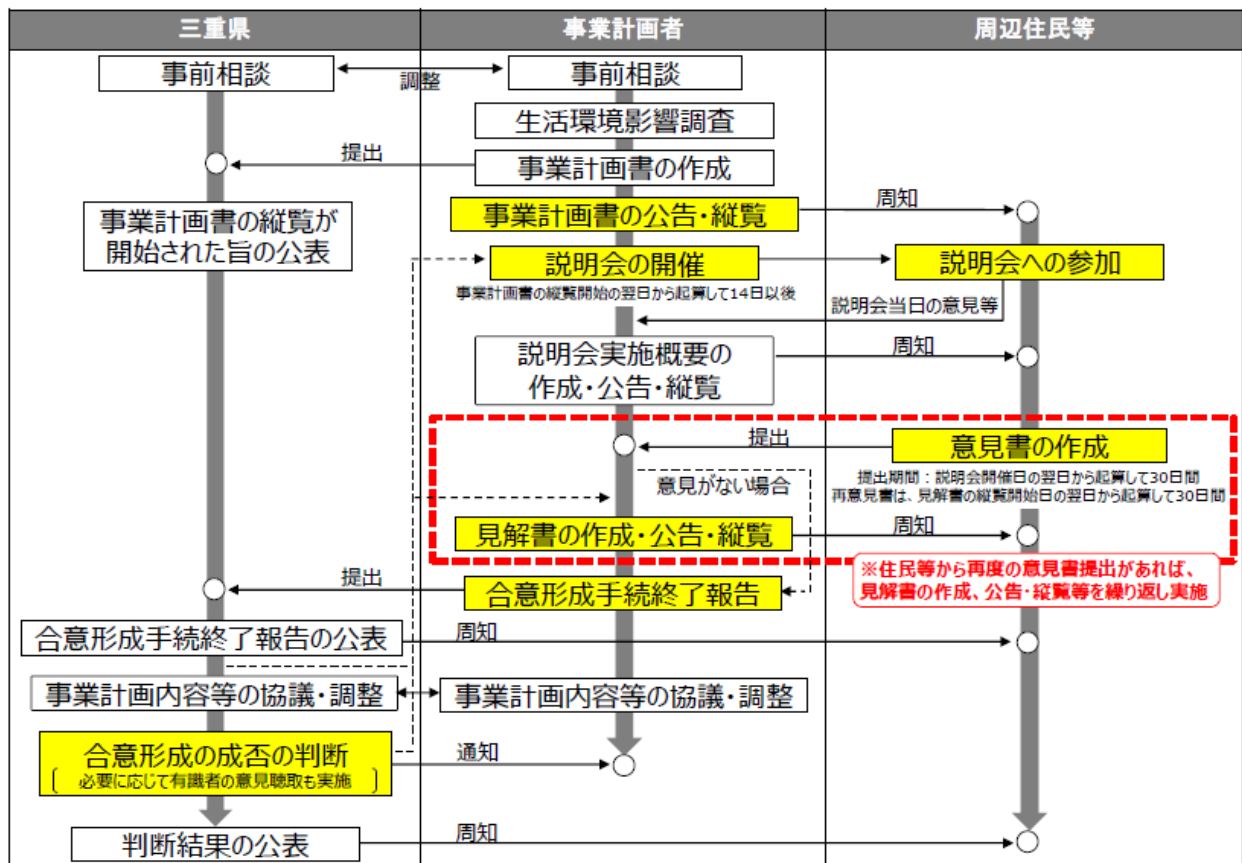 三重県
事業計画者
周辺住民等
事前相談
調整
事前相談
生活環境影響調査
提出
事業計画書の作成
事業計画書の縦覧が
開始された旨の公表
事業計画書の公告・縦覧
周知
説明会の開催
説明会への参加
事業計画書の縦覧開始の翌日から起算して14日以後
説明会当日の意見等
説明会実施概要の
作成・公告・縦覧
周知
提出
意見書の作成
提出期間：説明会開催日の翌日から起算して30日間
再意見書は、見解書の縦覧開始日の翌日から起算して30日間
意見がない場合
見解書の作成・公告・縦覧
周知
※住民等から再度の意見書提出があれば、
見解書の作成、公告・縦覧等を繰り返し実施
提出
合意形成手続終了報告
合意形成手続終了報告の公表
周知
事業計画内容等の協議・調整
事業計画内容等の協議・調整
合意形成の成否の判断
必要に応じて有識者の意見聴取も実施
通知
判断結果の公表
周知